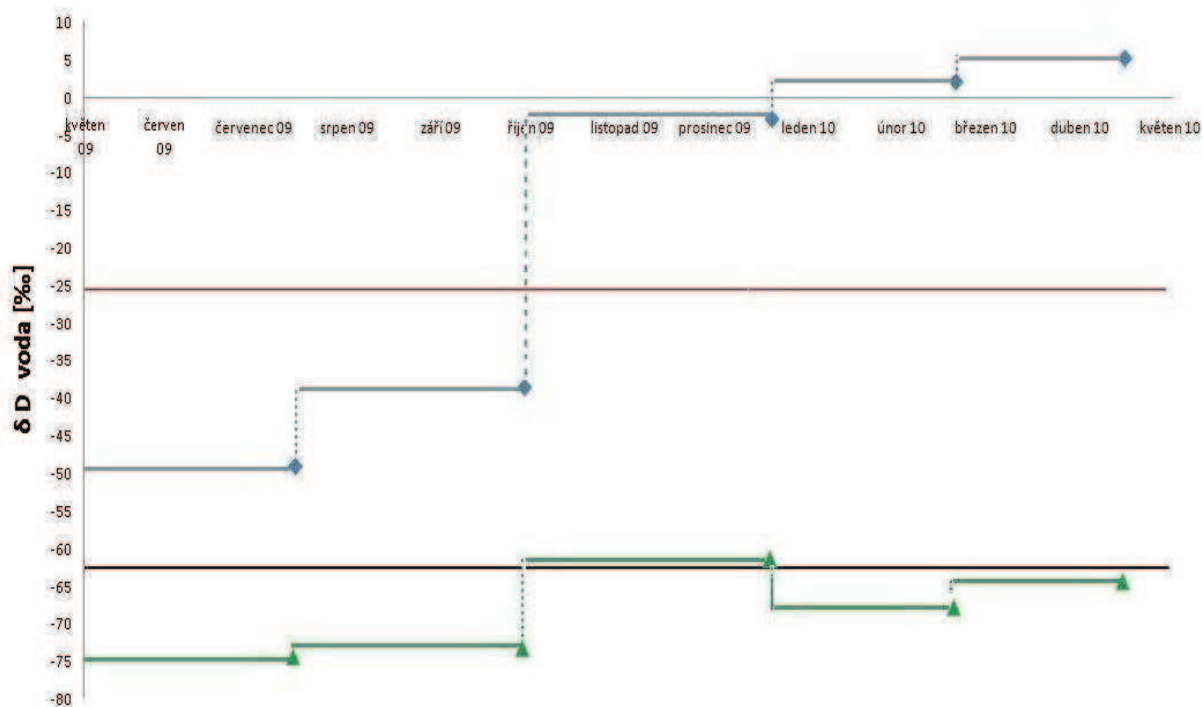 10
5
0
-5
-10
-15
-20
-25
-30
-35
-40
-45
-50
-55
-60
-65
-70
-75
-80
δ D voda [‰]
květen 09
červen 09
červenec 09
srpen 09
září 09
říjen 09
listopad 09
prosinec 09
leden 10
únor 10
březen 10
duben 10
květen 10